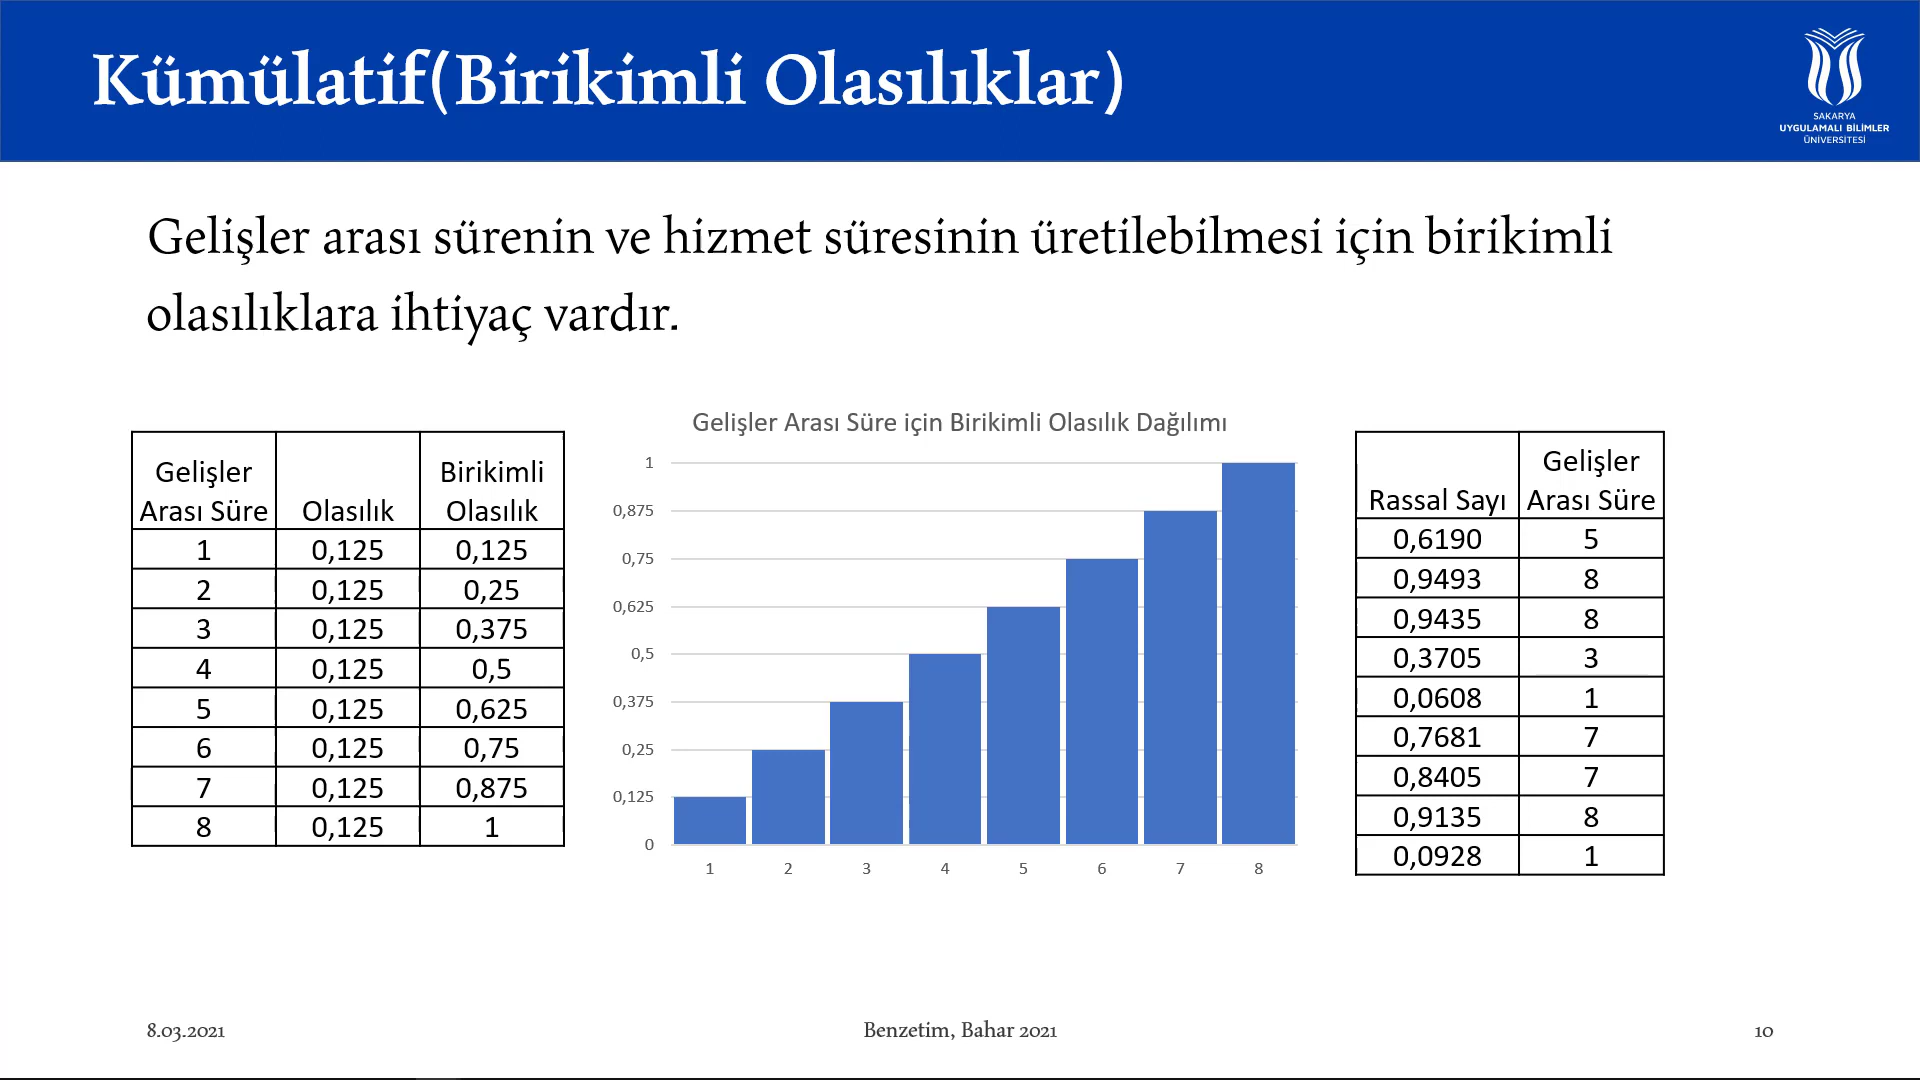 Kümülatif(Birikimli Olasılıklar)
SAKARYA
UYGULAMALI BİLİMLER
ÜNİVERSİTESİ
Gelişler arası sürenin ve hizmet süresinin üretilebilmesi için birikimli
olasılıklara ihtiyaç vardır.
Gelişler Arası Süre Olasılık Birikimli Olasılık
1 0,125 0,125
2 0,125 0,25
3 0,125 0,375
4 0,125 0,5
5 0,125 0,625
6 0,125 0,75
7 0,125 0,875
8 0,125 1
Gelişler Arası Süre için Birikimli Olasılık Dağılımı
1
0,875
0,75
0,625
0,5
0,375
0,25
0,125
0
1 2 3 4 5 6 7 8
Rassal Sayı Gelişler Arası Süre
0,6190 5
0,9493 8
0,9435 8
0,3705 3
0,0608 1
0,7681 7
0,8405 7
0,9135 8
0,0928 1
8.03.2021 Benzetim, Bahar 2021 10